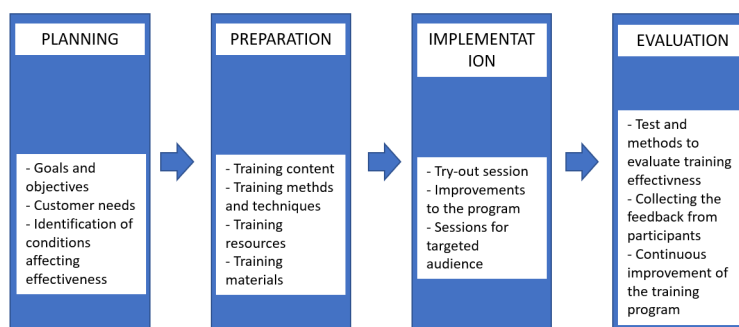 PLANNING
- Goals and
objectives
- Customer needs
- Identification of
conditions
affecting
effectiveness
PREPARATION
- Training content
- Training methds
and techniques
- Training
resources
- Training
materials
IMPLEMENTAT
ION
- Try-out session
- Improvements
to the program
- Sessions for
targeted
audience
EVALUATION
- Test and
methods to
evaluate training
effectivness
- Collecting the
feedback from
participants
- Continuous
improvement of
the training
program